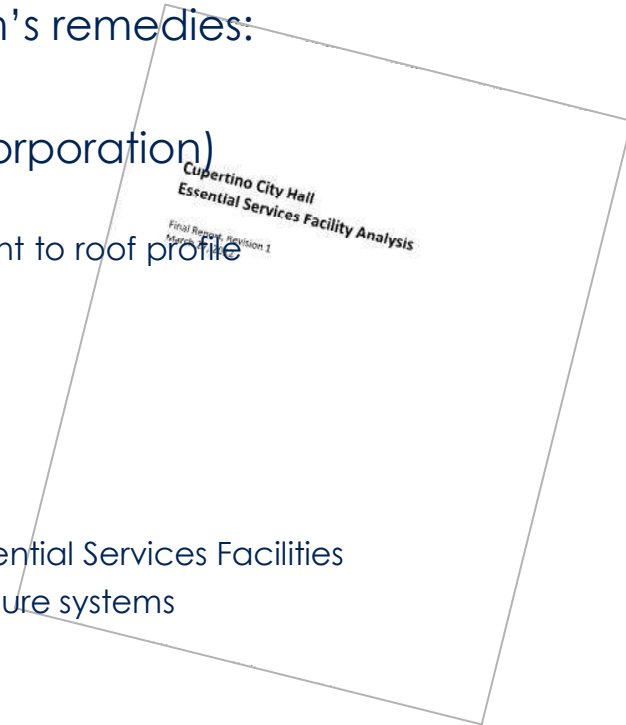 n's remedies:
orporation)
Cupertino City Hall
Essential Services Facility Analysis
Final Report, Revision 1
nt to roof profile
ential Services Facilities
ure systems